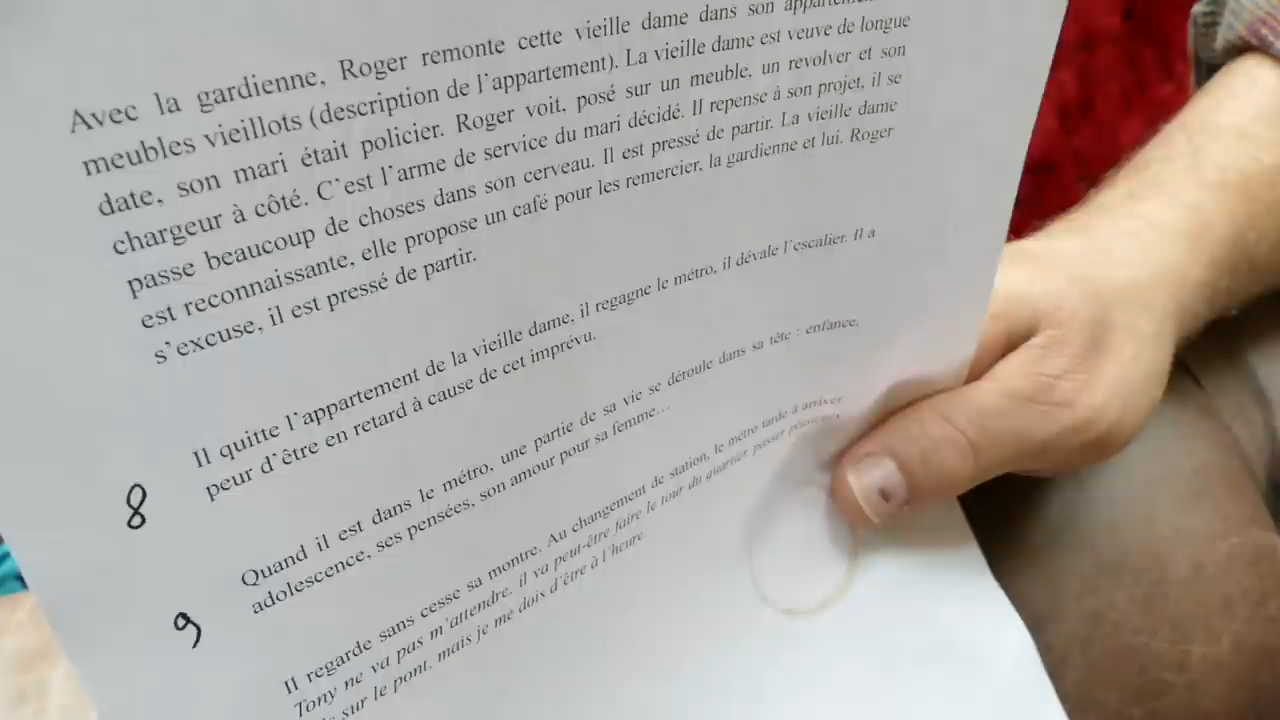 Avec la gardienne, Roger remonte cette vieille dame dans son
meubles vieillots (description de l'appartement). La vieille dame est veuve de longue
date, son mari était policier. Roger voit, posé sur un meuble, un revolver et son
chargeur à côté. C'est l'arme de service du mari décidé. Il repense à son projet, il se
passe beaucoup de choses dans son cerveau. Il est pressé de partir. La vieille dame
est reconnaissante, elle propose un café pour les remercier, la gardienne et lui. Roger
s'excuse, il est pressé de partir.
Il quitte l'appartement de la vieille dame, il regagne le métro, il dévale l'escalier. Il a
peur d'être en retard à cause de cet imprévu.
8
Quand il est dans le métro, une partie de sa vie se déroule dans sa tête : enfance,
adolescence, ses pensées, son amour pour sa femme…
9
Il regarde sans cesse sa montre. Au changement de station, le métro tarde à arriver
Tony ne va pas m'attendre, il va peut-être faire le tour du quartier, passer
sur le pont, mais je me dois d'être à l'heure